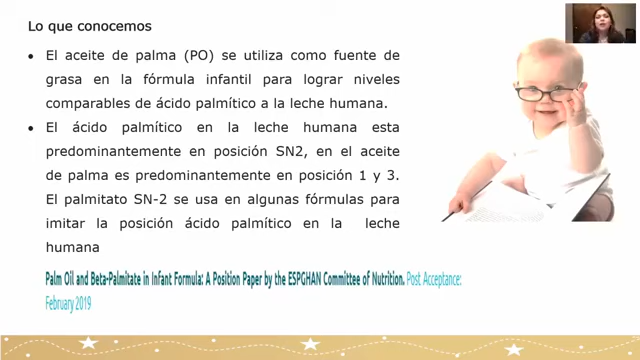 Lo que conocemos
• El aceite de palma (PO) se utiliza como fuente de
grasa en la fórmula infantil para lograr niveles
comparables de ácido palmítico a la leche humana.
• El ácido palmítico en la leche humana esta
predominantemente en posición SN2, en el aceite
de palma es predominantemente en posición 1 y 3.
El palmitato SN-2 se usa en algunas fórmulas para
imitar la posición ácido palmítico en la leche
humana
Palm Oil and Beta-Palmitate in Infant Formula: A Position Paper by the ESPGHAN Committee of Nutrition. Post Acceptance:
February 2019